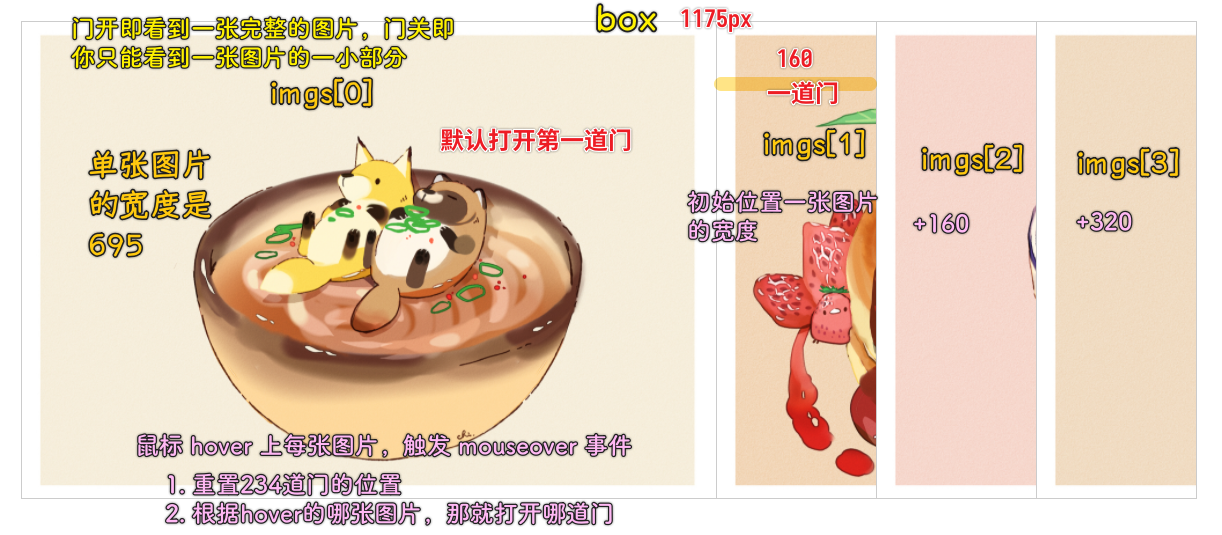 门开即看到一张完整的图片，门关即
你只能看到一张图片的一小部分
box
1175px
imgs[0]
160
一道门
默认打开第一道门
单张图片
的宽度是
695
imgs[1]
imgs[2]
imgs[3]
初始位置一张图片
的宽度
+160
+320
chi.
鼠标 hover 上每张图片，触发 mouseover 事件
1. 重置234道门的位置
2. 根据hover的哪张图片，那就打开哪道门